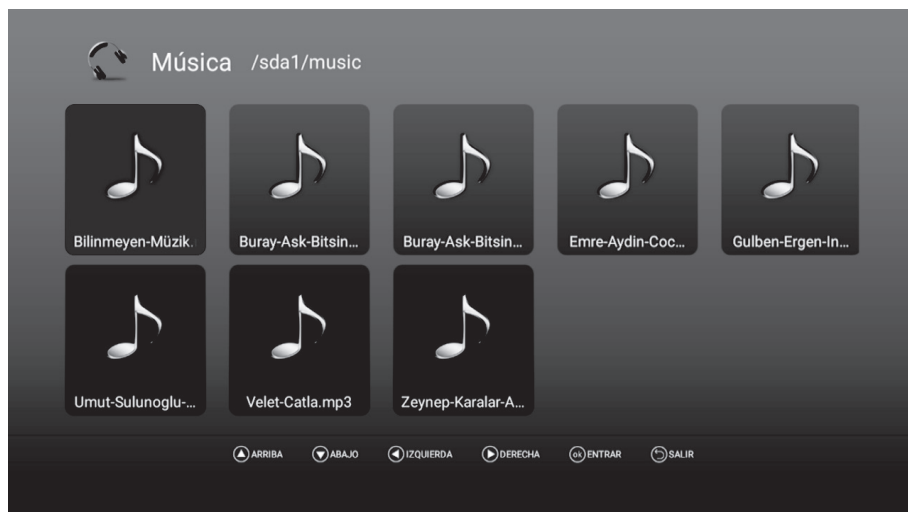 Música /sda1/music
Bilinmeyen-Müzik.
Buray-Ask-Bitsin...
Buray-Ask-Bitsin...
Emre-Aydin-Coc...
Gulben-Ergen-In...
Umut-Sulunoglu-...
Velet-Catla.mp3
Zeynep-Karalar-A...
ARRIBA ABAJO IZQUIERDA DERECHA ok ENTRAR SALIR